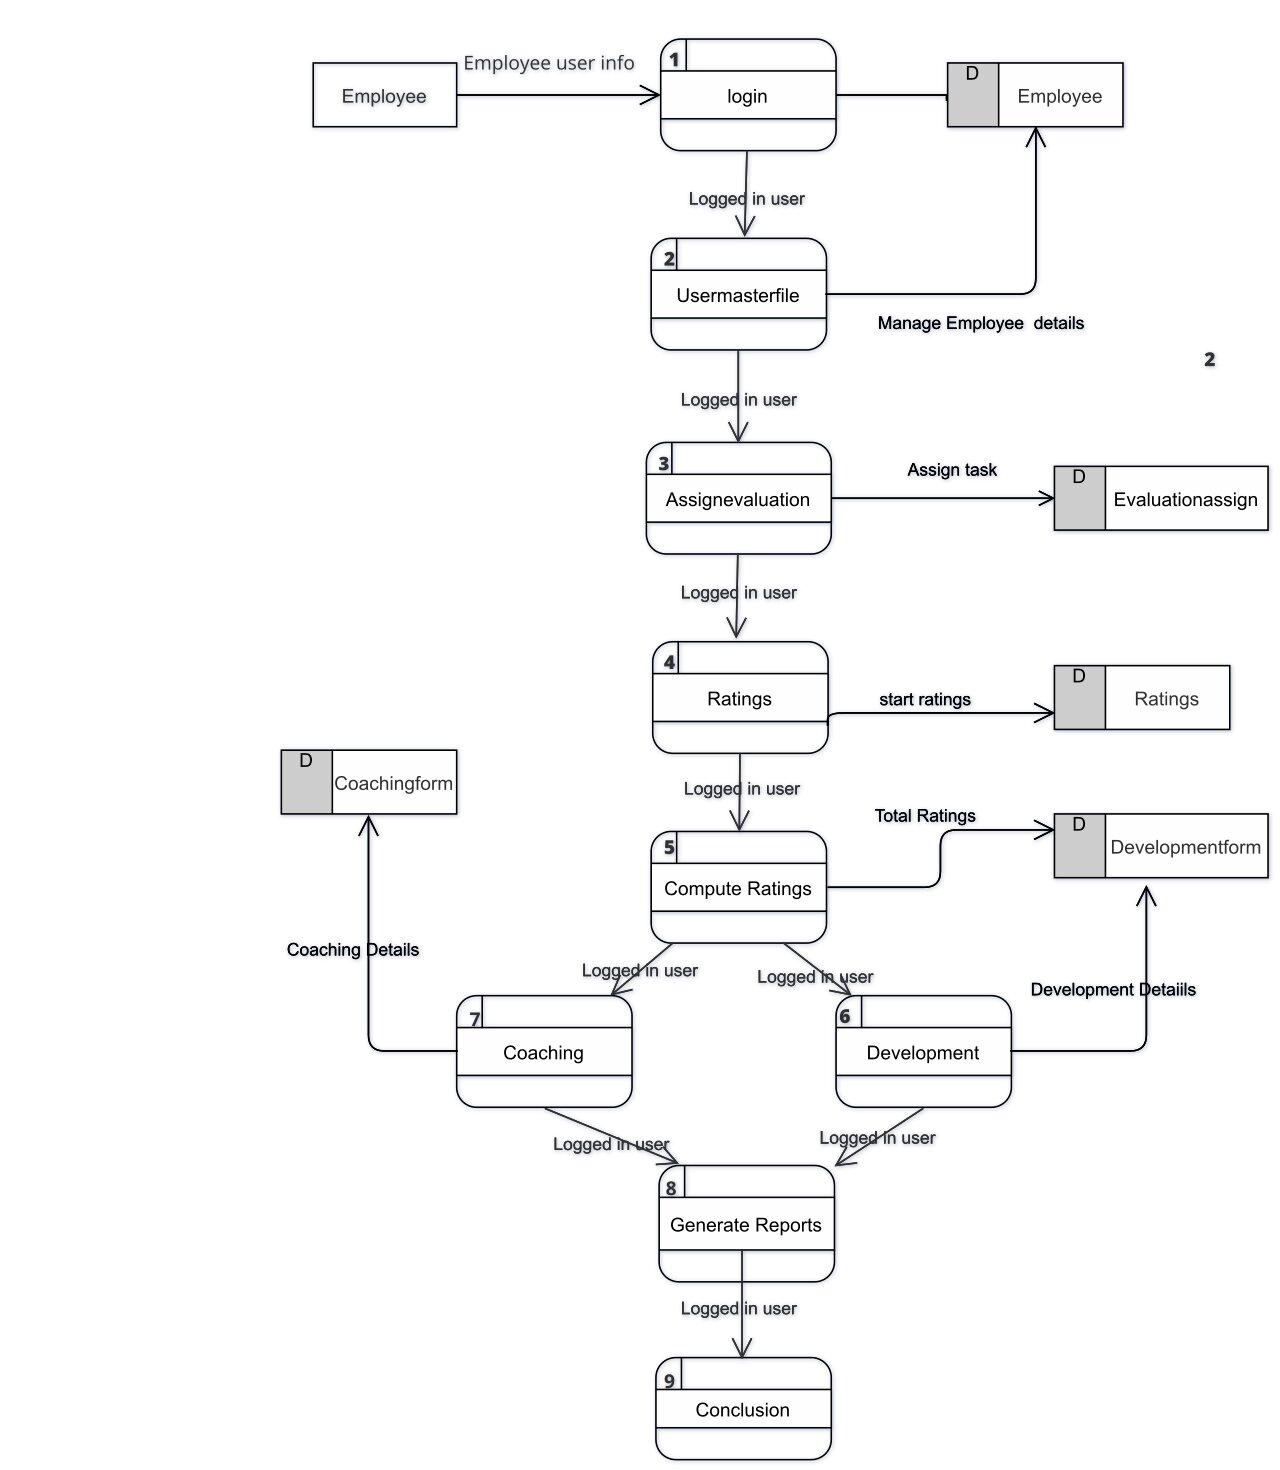 Employee user info
1
D
Employee
login
Employee
Logged in user
2
Usermasterfile
Manage Employee  details
2
Logged in user
3
Assign task
D
Assignevaluation
Evaluationassign
Logged in user
4
D
Ratings
start ratings
Ratings
D
Coachingform
Logged in user
Total Ratings
D
5
Developmentform
Compute Ratings
Coaching Details
Logged in user
Logged in user
Development Detaiils
7
6
Coaching
Development
Logged in user
Logged in user
8
Generate Reports
Logged in user
9
Conclusion